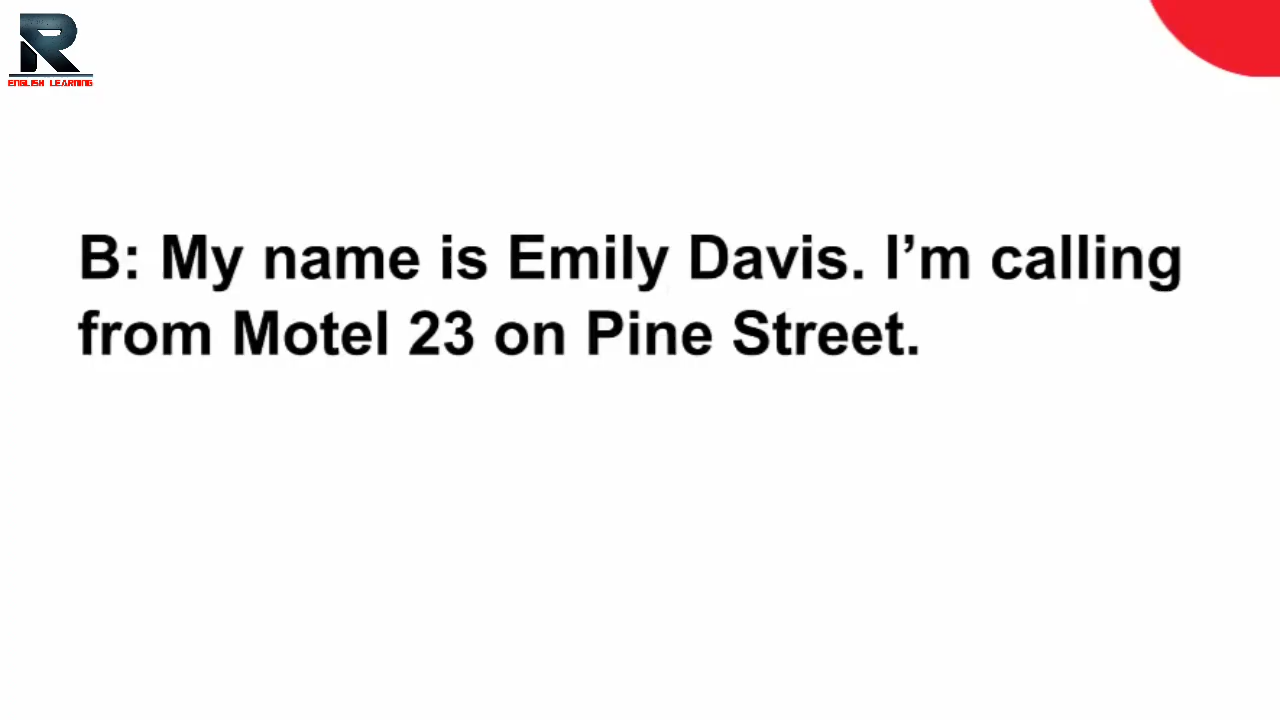 R
ENGLISH LEARNING
B: My name is Emily Davis. I’m calling
from Motel 23 on Pine Street.